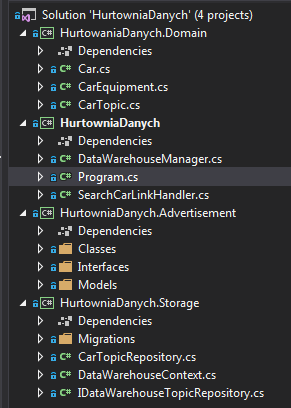 Solution 'HurtowniaDanych' (4 projects)
C# HurtowaniaDanych.Domain
Dependencies
C# Car.cs
C# CarEquipment.cs
C# CarTopic.cs
C# HurtowniaDanych
Dependencies
C# DataWarehouseManager.cs
C# Program.cs
C# SearchCarLinkHandler.cs
C# HurtowniaDanych.Advertisement
Dependencies
Classes
Interfaces
Models
C# HurtowniaDanych.Storage
Dependencies
Migrations
C# CarTopicRepository.cs
C# DataWarehouseContext.cs
C# IDataWarehouseTopicRepository.cs